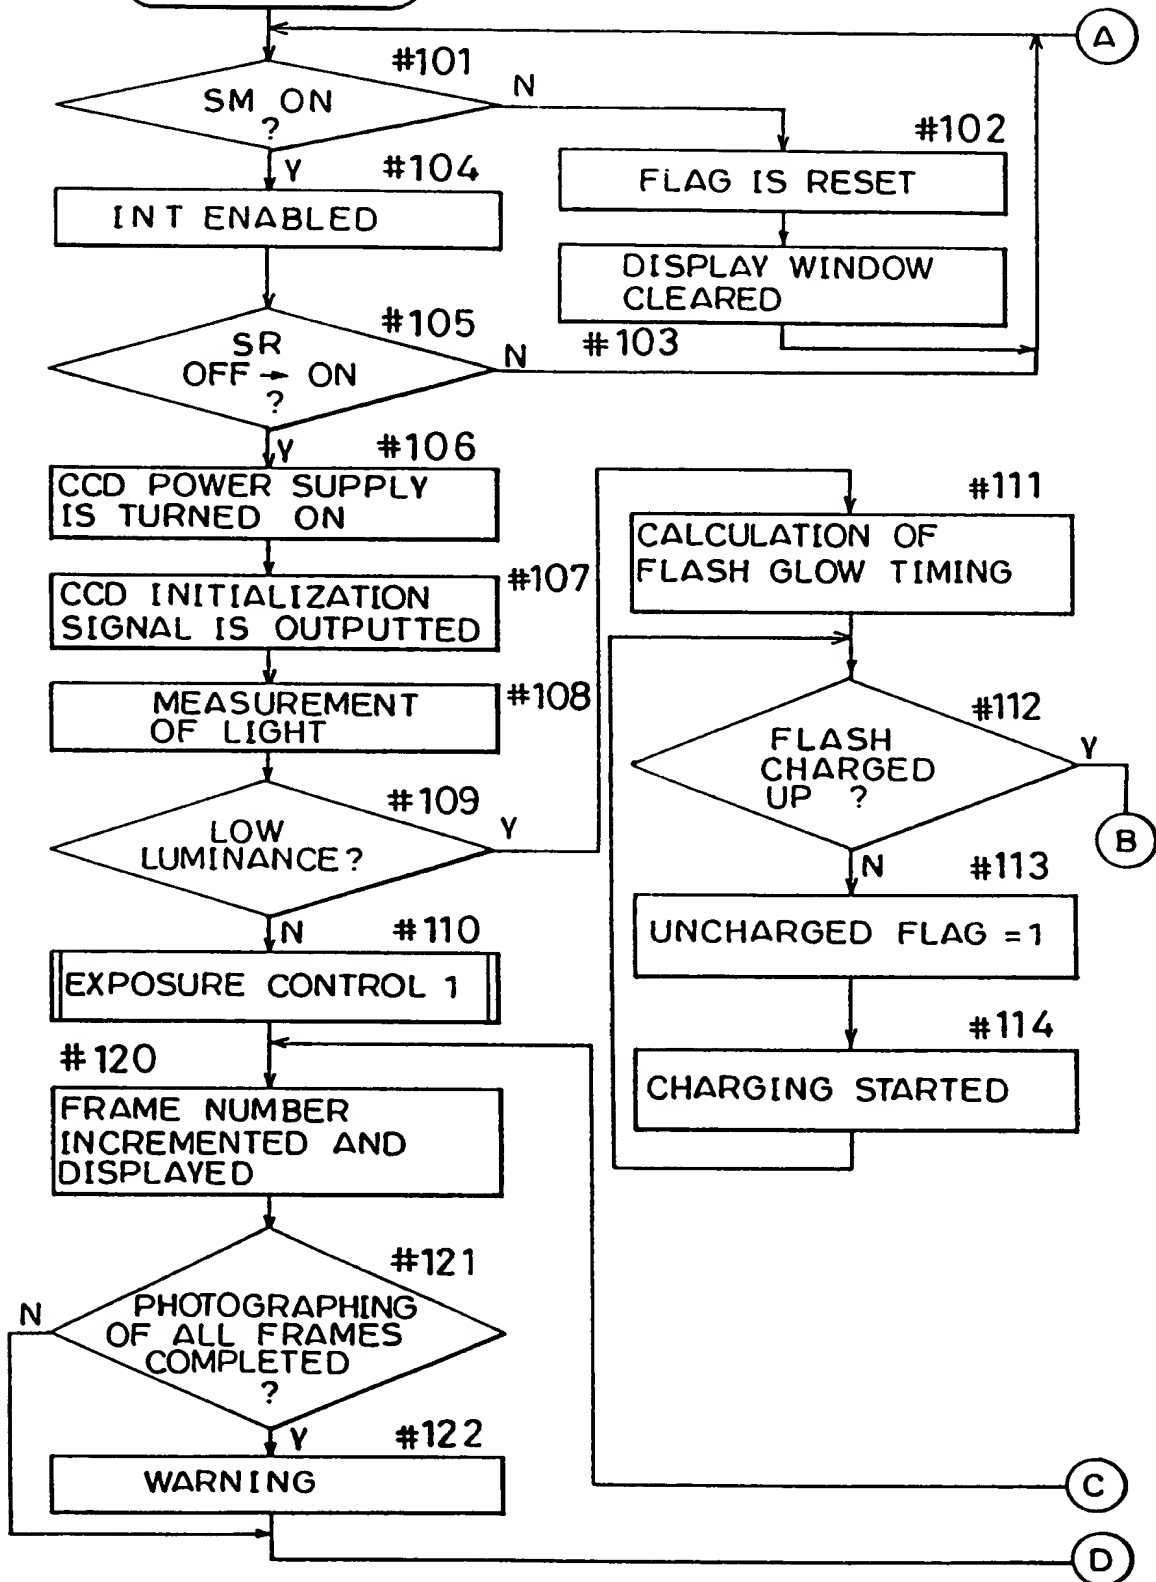 A
#101
SM ON
?
N
Y
#102
FLAG IS RESET
#104
INT ENABLED
DISPLAY WINDOW
CLEARED
#103
#105
SR
OFF → ON
?
N
Y
#106
CCD POWER SUPPLY
IS TURNED ON
#107
CCD INITIALIZATION
SIGNAL IS OUTPUTTED
#108
MEASUREMENT
OF LIGHT
#109
LOW
LUMINANCE?
Y
N
#110
EXPOSURE CONTROL 1
#111
CALCULATION OF
FLASH GLOW TIMING
#112
FLASH
CHARGED
UP ?
Y
B
N
#113
UNCHARGED FLAG = 1
#114
CHARGING STARTED
#120
FRAME NUMBER
INCREMENTED AND
DISPLAYED
#121
PHOTOGRAPHING
OF ALL FRAMES
COMPLETED
?
N
Y
#122
WARNING
C
D